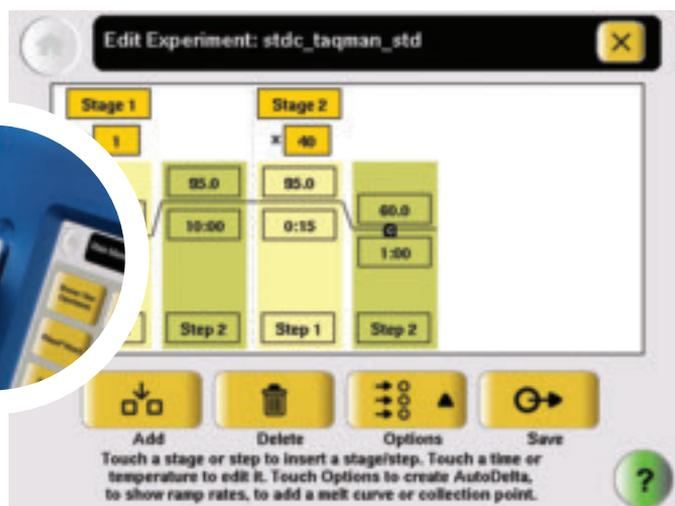 Edit Experiment: stdc_taqman_std
Stage 1
Stage 2
1
x 40
95.0
95.0
60.0
10:00
0:15
G
1:00
Step 2
Step 1
Step 2
Add
Delete
Options
Save
Touch a stage or step to insert a stage/step. Touch a time or
temperature to edit it. Touch Options to create AutoDelta,
to show ramp rates, to add a melt curve or collection point.
?